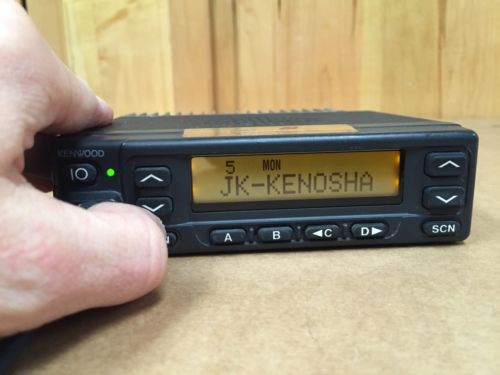 KENWOOD
5 MON
JK-KENOSHA
A B ◄C D► SCN